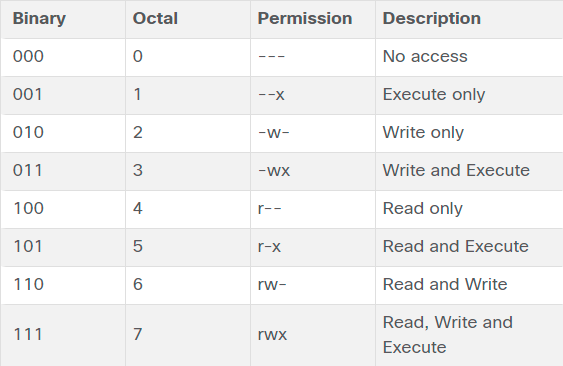 Binary Octal Permission Description
000 0 --- No access
001 1 --x Execute only
010 2 -w- Write only
011 3 -wx Write and Execute
100 4 r-- Read only
101 5 r-x Read and Execute
110 6 rw- Read and Write
111 7 rwx Read, Write and
Execute